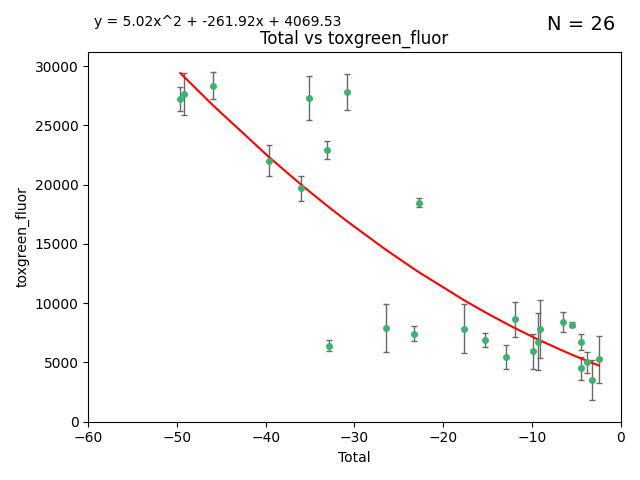 y = 5.02x^2 + -261.92x + 4069.53
N = 26
Total vs toxgreen_fluor
30000
25000
20000
15000
10000
5000
0
toxgreen_fluor
−60
−50
−40
−30
−20
−10
0
Total